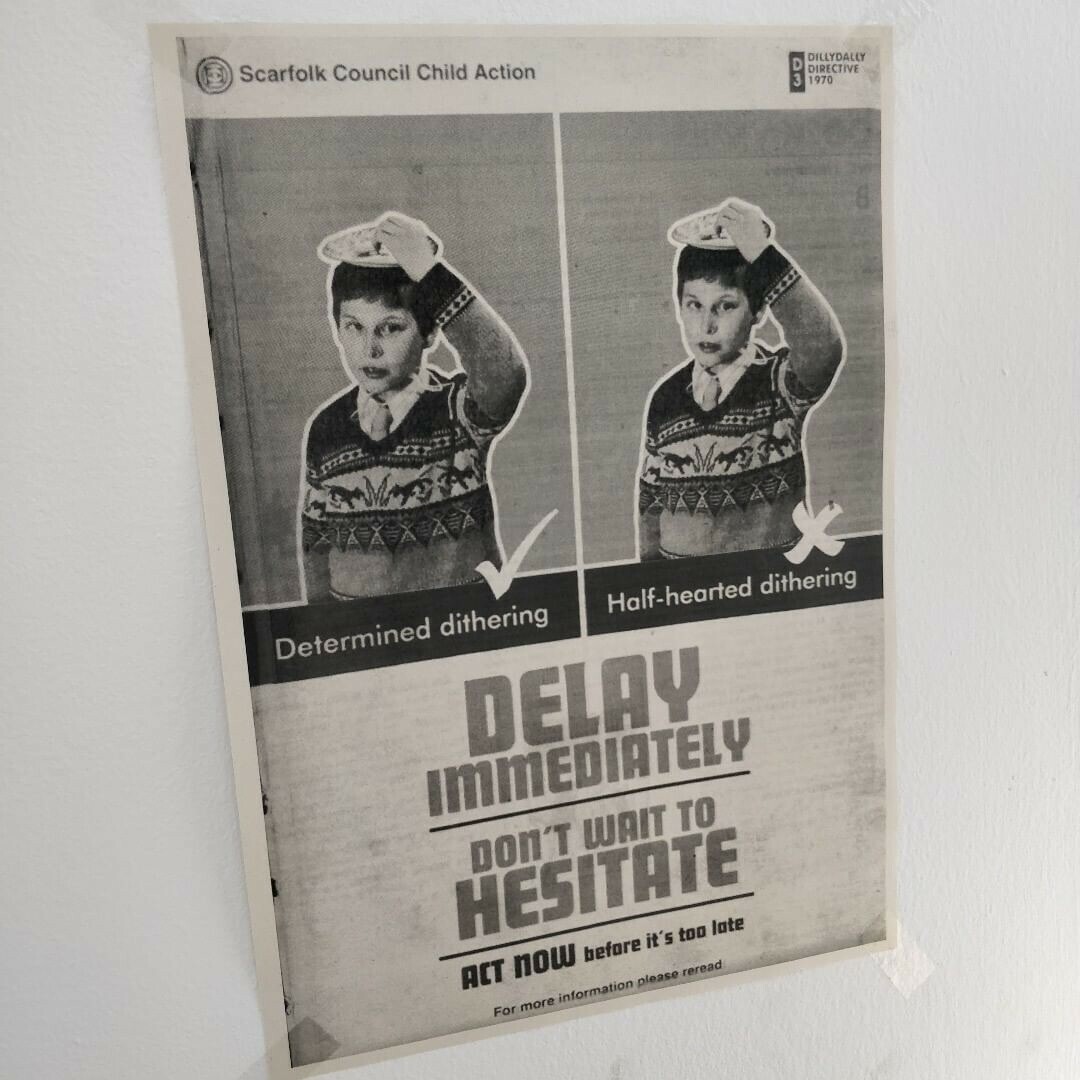 Scarfolk Council Child Action
D3
DILLYDALLY
DIRECTIVE
1970
Determined dithering
Half-hearted dithering
DELAY
IMMEDIATELY
DON'T WAIT TO
HESITATE
ACT NOW before it's too late
For more information please reread